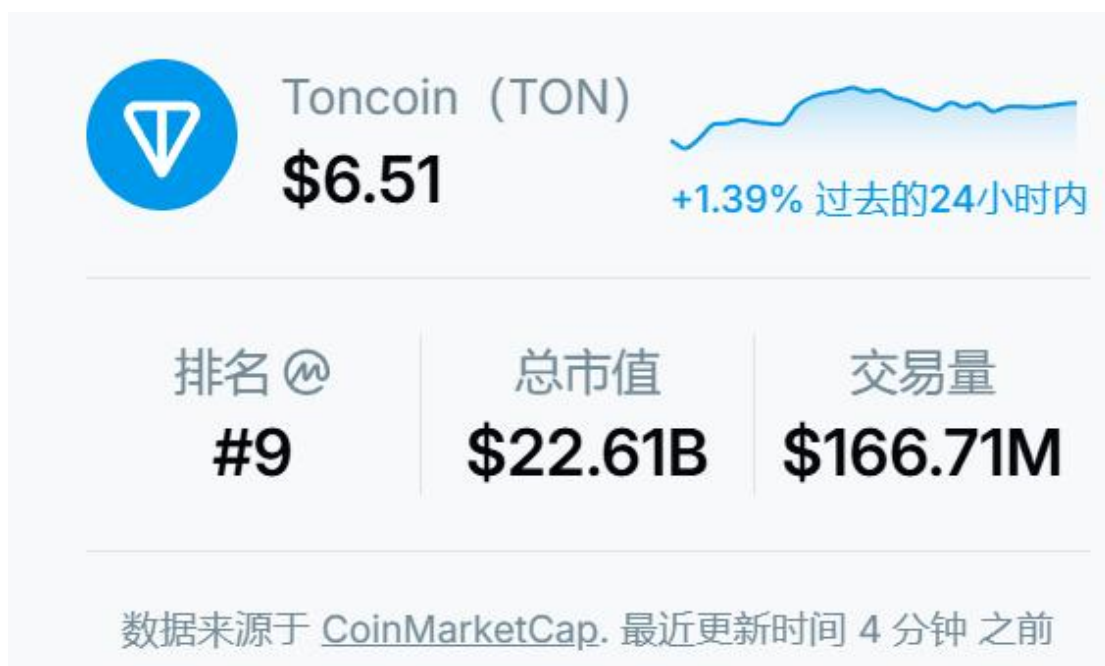 Toncoin（TON）
$6.51
+1.39% 过去的24小时内
排名
#9
总市值
$22.61B
交易量
$166.71M
数据来源于 CoinMarketCap. 最近更新时间 4 分钟 之前